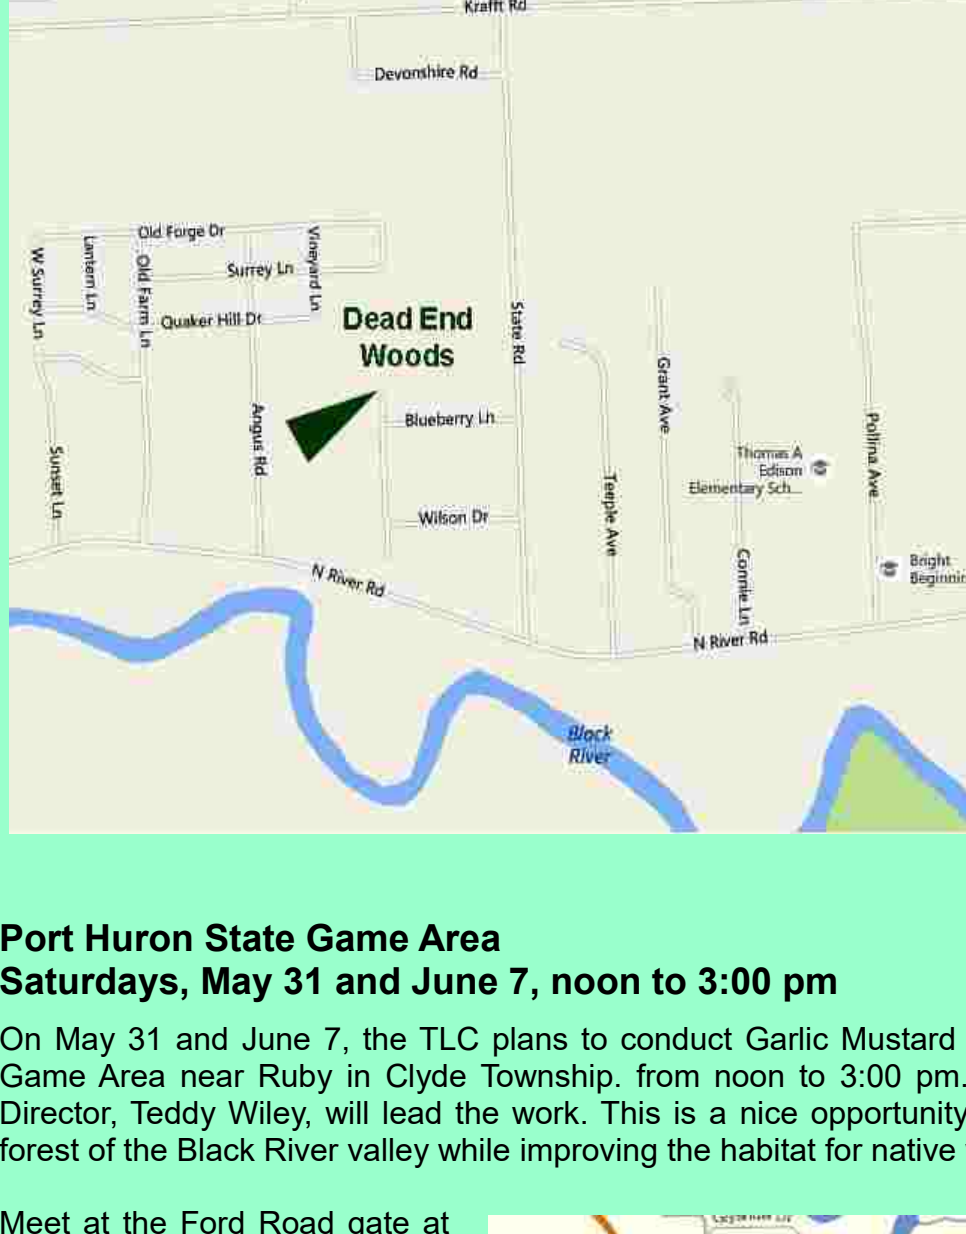 Krafft Rd
Devonshire Rd
Old Forge Dr
Vineyard Ln
Lantern Ln
W Surrey Ln
Old Farm Ln
Surrey Ln
Quaker Hill Dr
Dead End
Woods
State Rd
Grant Ave
Blueberry Ln
Angus Rd
Pollina Ave
Thomas A
Edison
Elementary Sch...
Sunset Ln
Teeple Ave
Wilson Dr
Connie Ln
Bright
N River Rd
N River Rd
Black
River
Port Huron State Game Area
Saturdays, May 31 and June 7, noon to 3:00 pm
On May 31 and June 7, the TLC plans to conduct Garlic Mustard
Game Area near Ruby in Clyde Township. from noon to 3:00 pm.
Director, Teddy Wiley, will lead the work. This is a nice opportunity
forest of the Black River valley while improving the habitat for native
Meet at the Ford Road gate at